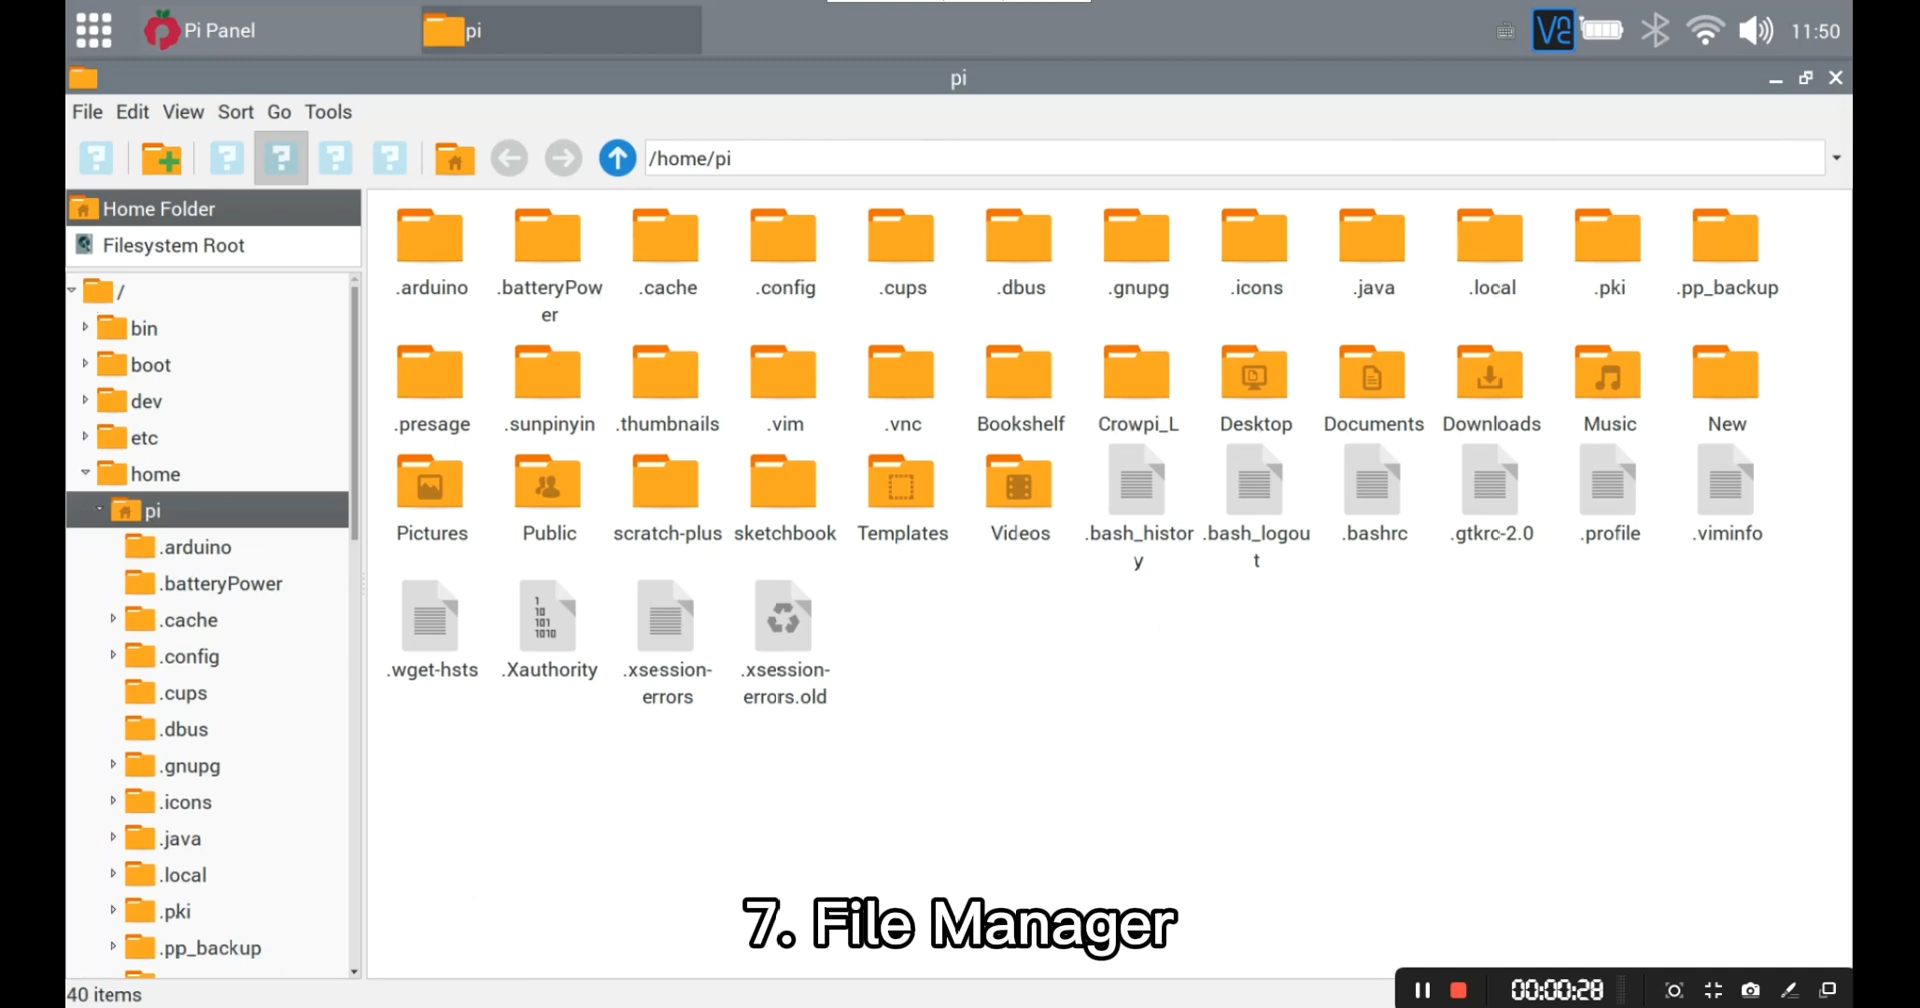 Pi Panel
pi
11:50
pi
File Edit View Sort Go Tools
/home/pi
Home Folder
Filesystem Root
/
bin
boot
dev
etc
home
pi
.arduino
.batteryPower
.cache
.config
.cups
.dbus
.gnupg
.icons
.java
.local
.pki
.pp_backup
.arduino
.batteryPow
er
.cache
.config
.cups
.dbus
.gnupg
.icons
.java
.local
.pki
.pp_backup
.presage
.sunpinyin
.thumbnails
.vim
.vnc
Bookshelf
Crowpi_L
Desktop
Documents
Downloads
Music
New
Pictures
Public
scratch-plus
sketchbook
Templates
Videos
.bash_histor
y
.bash_logou
t
.bashrc
.gtkrc-2.0
.profile
.viminfo
1
10
101
1010
.wget-hsts
.Xauthority
.xsession-
errors
.xsession-
errors.old
7. File Manager
40 items
00:00:28